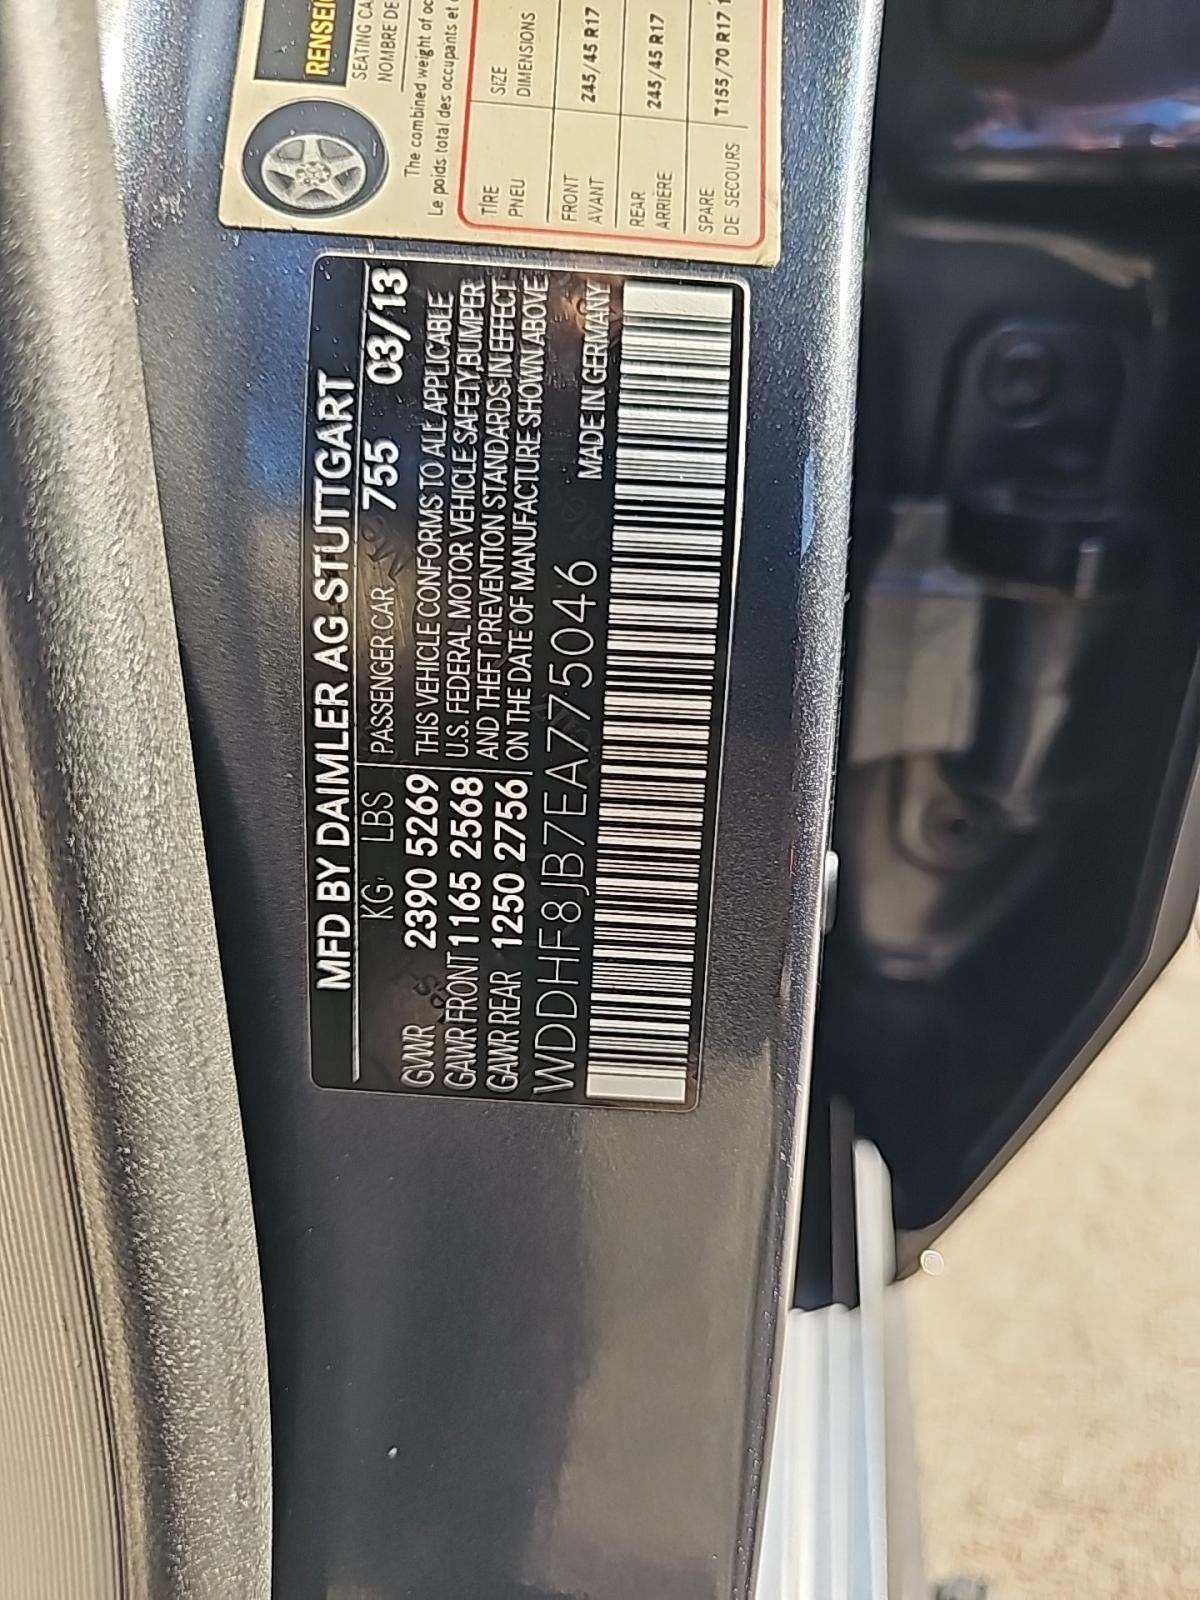 MFD BY DAIMLER AG STUTTGART
KG LBS PASSENGER CAR 755 03/13
GVWR 2390 5269 THIS VEHICLE CONFORMS TO ALL APPLICABLE
GAWR FRONT 1165 2568 U.S. FEDERAL MOTOR VEHICLE SAFETY, BUMPER
GAWR REAR 1250 2756 AND THEFT PREVENTION STANDARDS IN EFFECT
ON THE DATE OF MANUFACTURE SHOWN ABOVE
WDDHF8JB7EA775046 MADE IN GERMANY
RENSEI
SEATING CA
NOMBRE DE
The combined weight of oc
Le poids total des occupants et
TIRE SIZE
PNEU DIMENSIONS
FRONT 245/45 R17
AVANT
REAR 245/45 R17
ARRIÈRE
SPARE T155/70 R17 1
DE SECOURS